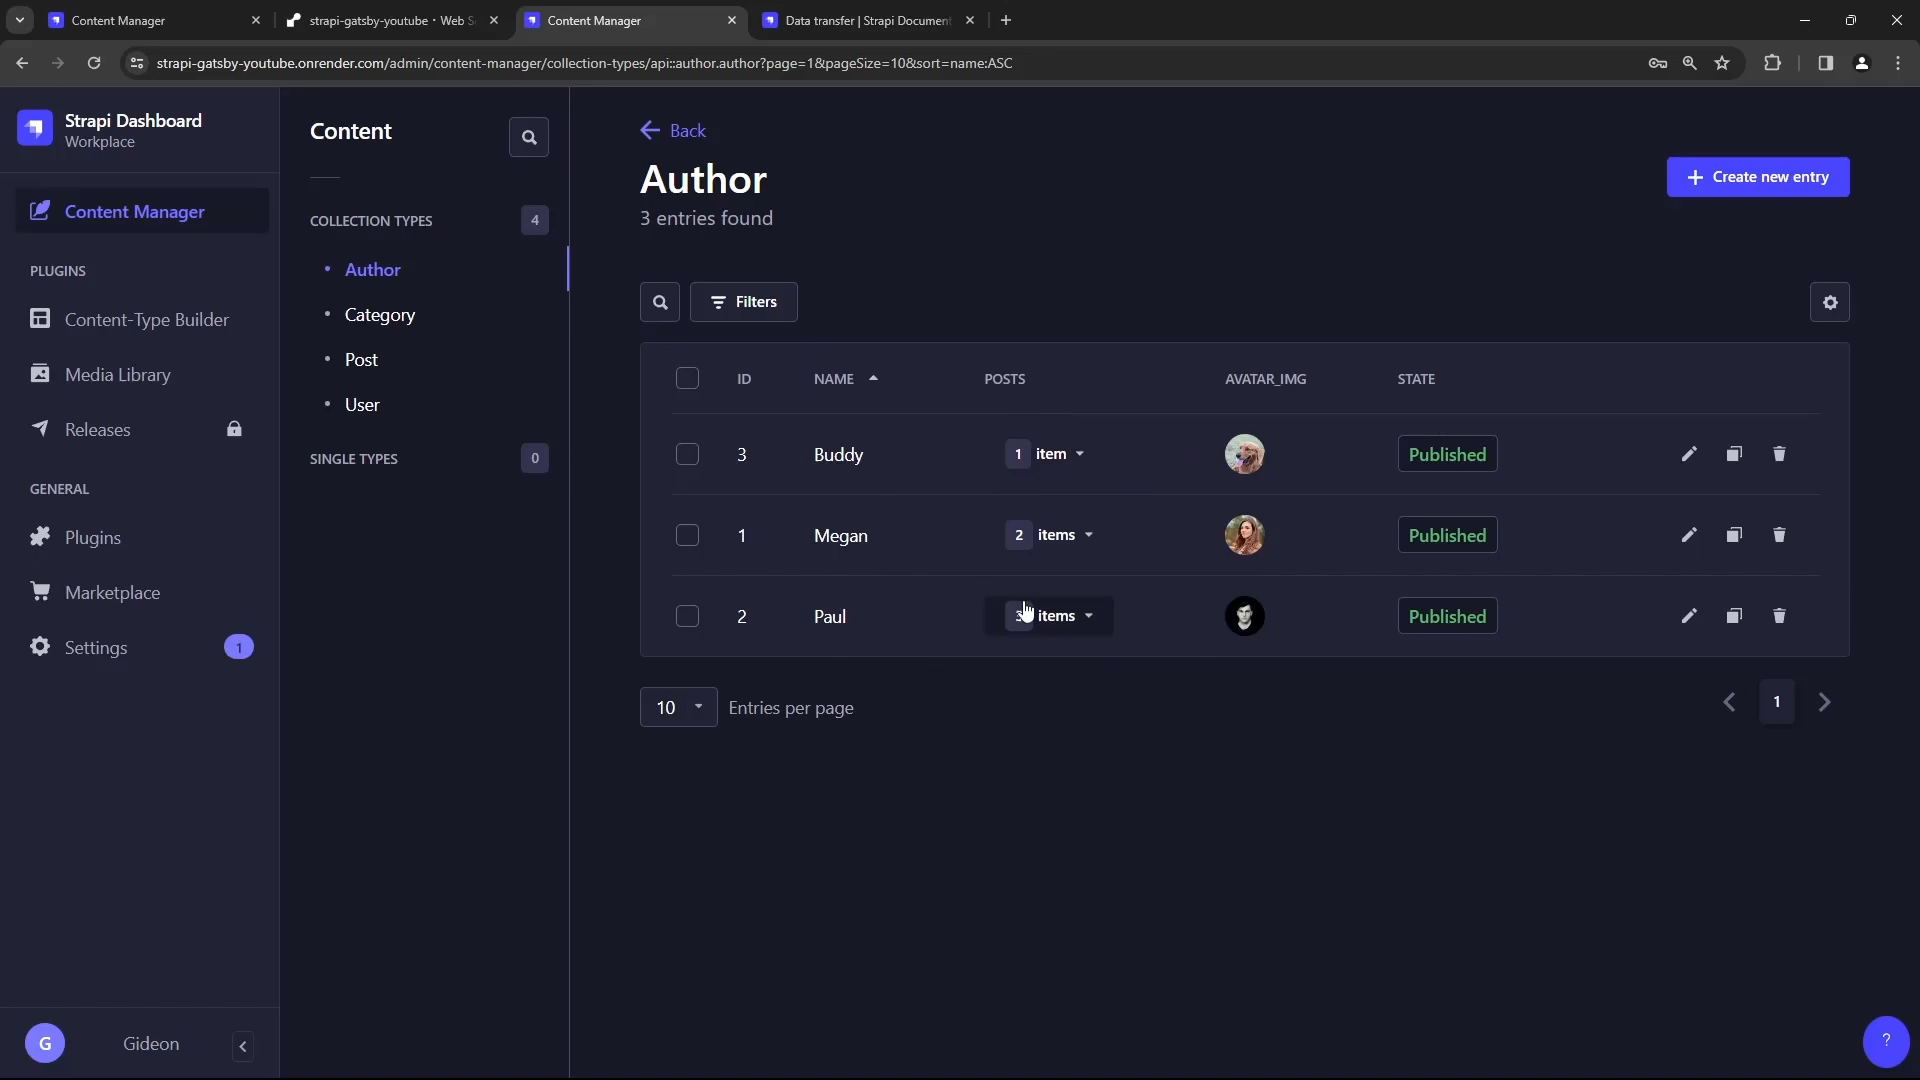 Content Manager
strapi-gatsby-youtube · Web S
Content Manager
Data transfer | Strapi Document
strapi-gatsby-youtube.onrender.com/admin/content-manager/collection-types/api::author.author?page=1&pageSize=10&sort=name:ASC
Strapi Dashboard
Workplace
Content Manager
PLUGINS
Content-Type Builder
Media Library
Releases
GENERAL
Plugins
Marketplace
Settings 1
G Gideon
Content
COLLECTION TYPES 4
Author
Category
Post
User
SINGLE TYPES 0
Back
Author
3 entries found
Create new entry
Filters
ID NAME POSTS AVATAR_IMG STATE
3 Buddy 1 item Published
1 Megan 2 items Published
2 Paul items Published
10 Entries per page
1
?